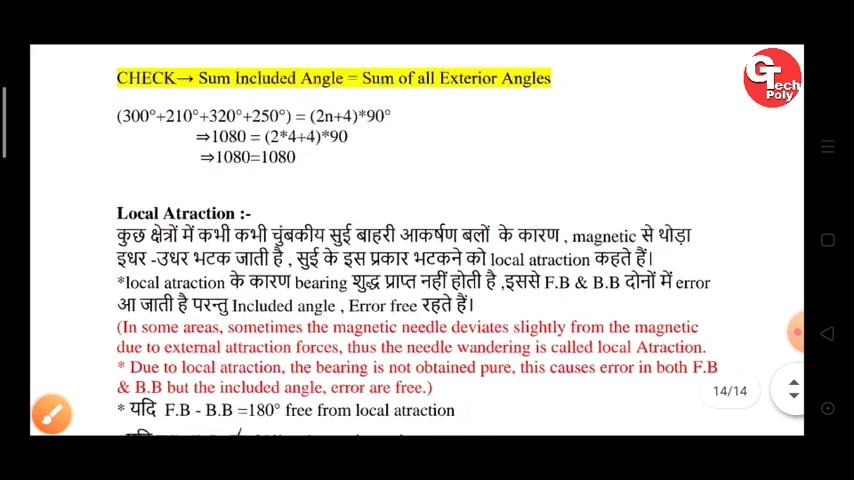 CHECK→ Sum Included Angle = Sum of all Exterior Angles
(300°+210°+320°+250°) = (2n+4)*90°
⇒1080 = (2*4+4)*90
⇒1080=1080
Local Atraction :-
कुछ क्षेत्रों में कभी कभी चुंबकीय सुई बाहरी आकर्षण बलों के कारण , magnetic से थोड़ा
इधर -उधर भटक जाती है , सुई के इस प्रकार भटकने को local atraction कहते हैं।
*local atraction के कारण bearing शुद्ध प्राप्त नहीं होती है ,इससे F.B & B.B दोनों में error
आ जाती है परन्तु Included angle , Error free रहते हैं।
(In some areas, sometimes the magnetic needle deviates slightly from the magnetic
due to external attraction forces, thus the needle wandering is called local Atraction.
* Due to local atraction, the bearing is not obtained pure, this causes error in both F.B
& B.B but the included angle, error are free.)
* यदि F.B - B.B =180° free from local atraction
14/14
GTech
Poly